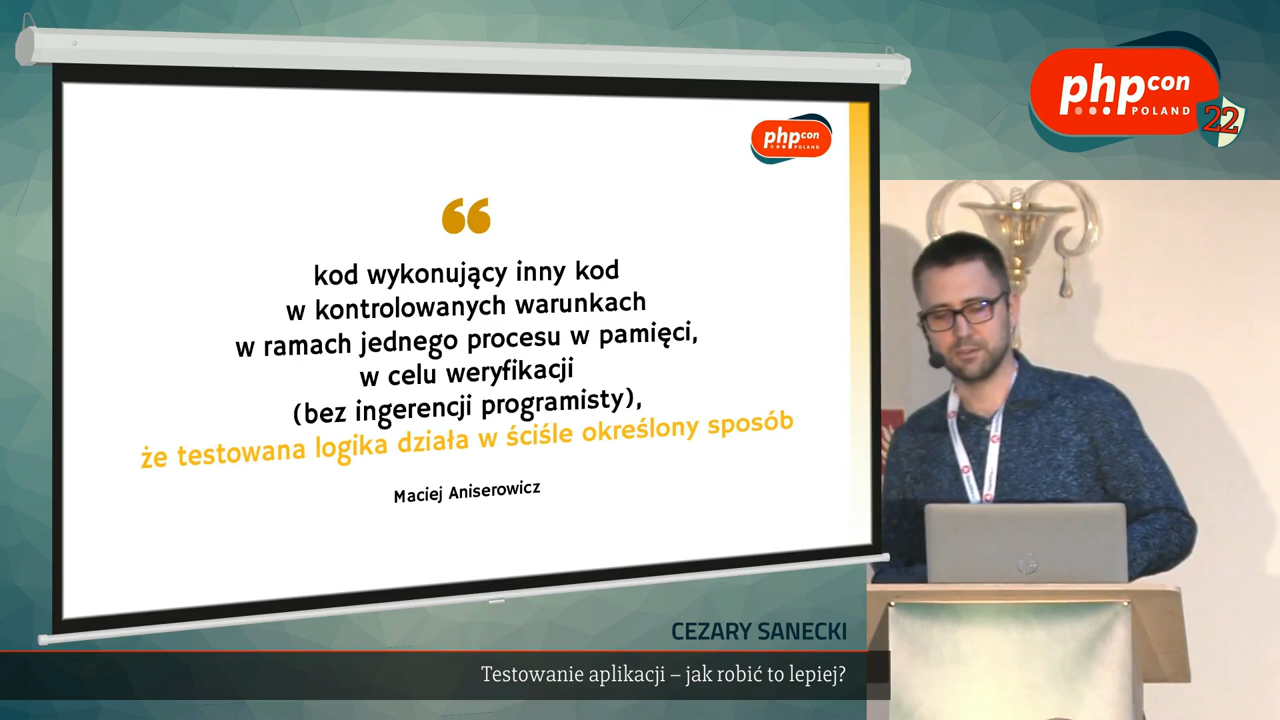 php con
POLAND
22
php con
POLAND
kod wykonujący inny kod
w kontrolowanych warunkach
w ramach jednego procesu w pamięci,
w celu weryfikacji
(bez ingerencji programisty),
że testowana logika działa w ściśle określony sposób
Maciej Aniserowicz
CEZARY SANECKI
Testowanie aplikacji – jak robić to lepiej?